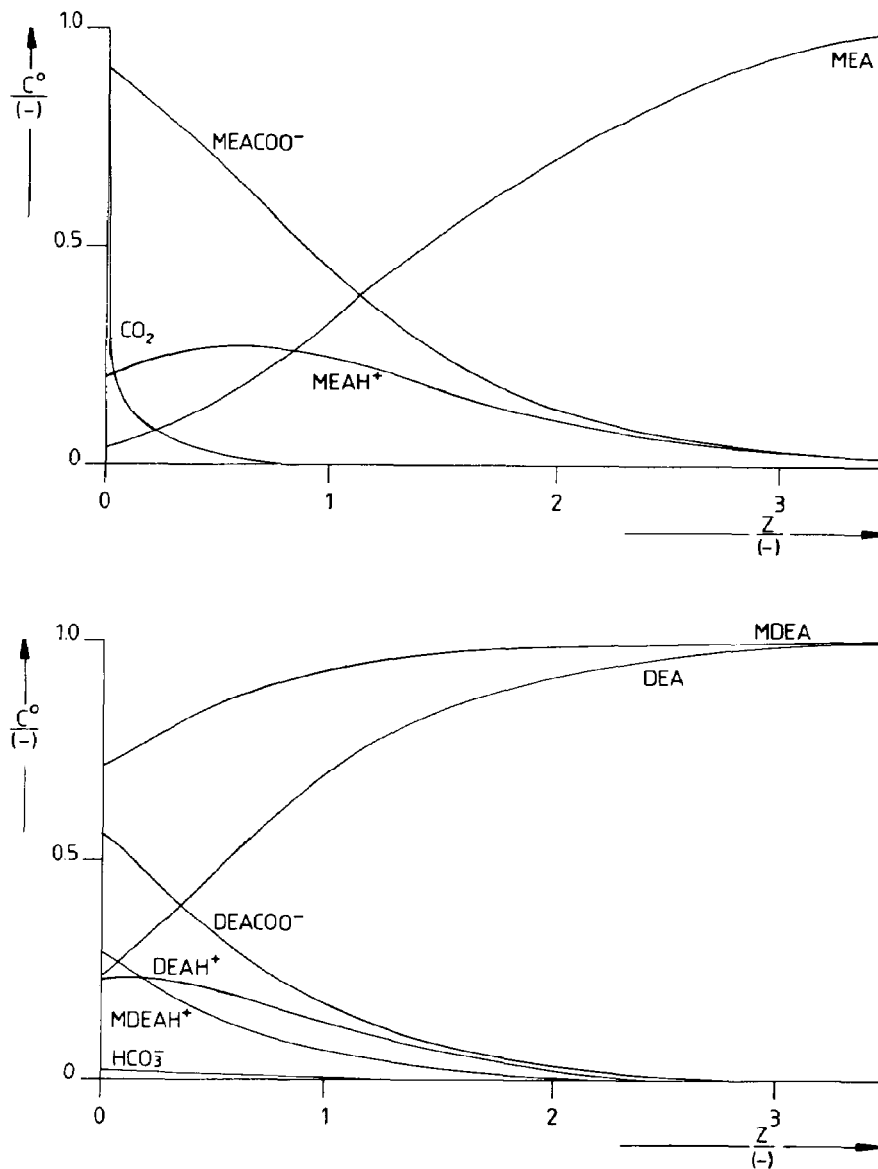 1.0
C°
(-)
MEA
MEACOO⁻
0.5
CO₂
MEAH⁺
0
0
1
2
3
Z
(-)
1.0
MDEA
C°
(-)
DEA
0.5
DEACOO⁻
DEAH⁺
MDEAH⁺
HCO₃⁻
0
0
1
2
3
Z
(-)